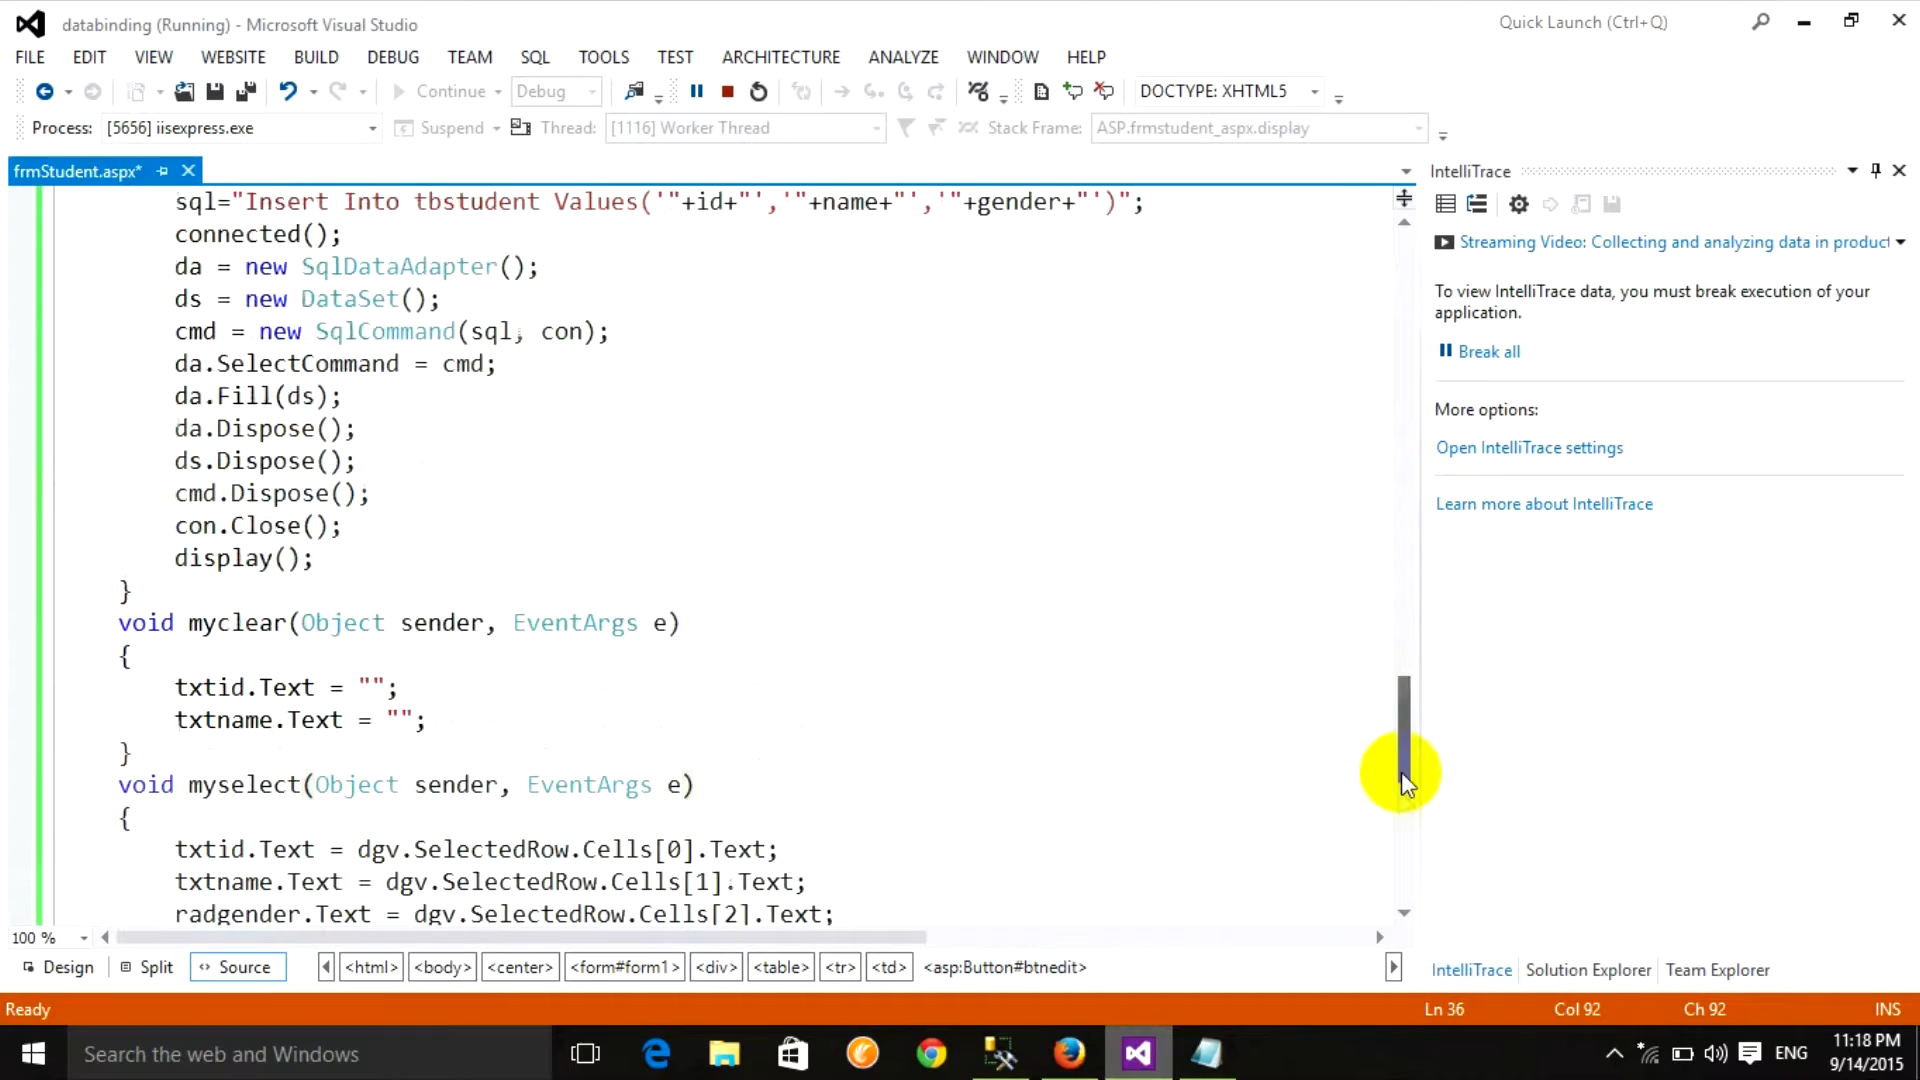 databinding (Running) - Microsoft Visual Studio
Quick Launch (Ctrl+Q)
FILE EDIT VIEW WEBSITE BUILD DEBUG TEAM SQL TOOLS TEST ARCHITECTURE ANALYZE WINDOW HELP
Continue Debug DOCTYPE: XHTML5
Process: [5656] iisexpress.exe Suspend Thread: [1116] Worker Thread Stack Frame: ASP.frmstudent_aspx.display
frmStudent.aspx*
sql="Insert Into tbstudent Values('"+id+"','"+name+"','"+gender+"')";
connected();
da = new SqlDataAdapter();
ds = new DataSet();
cmd = new SqlCommand(sql, con);
da.SelectCommand = cmd;
da.Fill(ds);
da.Dispose();
ds.Dispose();
cmd.Dispose();
con.Close();
display();
}
void myclear(Object sender, EventArgs e)
{
txtid.Text = "";
txtname.Text = "";
}
void myselect(Object sender, EventArgs e)
{
txtid.Text = dgv.SelectedRow.Cells[0].Text;
txtname.Text = dgv.SelectedRow.Cells[1].Text;
radgender.Text = dgv.SelectedRow.Cells[2].Text;
100 %
Design Split Source <html> <body> <center> <form#form1> <div> <table> <tr> <td> <asp:Button#btnedit>
IntelliTrace
Streaming Video: Collecting and analyzing data in product
To view IntelliTrace data, you must break execution of your
application.
Break all
More options:
Open IntelliTrace settings
Learn more about IntelliTrace
IntelliTrace Solution Explorer Team Explorer
Ready Ln 36 Col 92 Ch 92 INS
Search the web and Windows
ENG
11:18 PM
9/14/2015